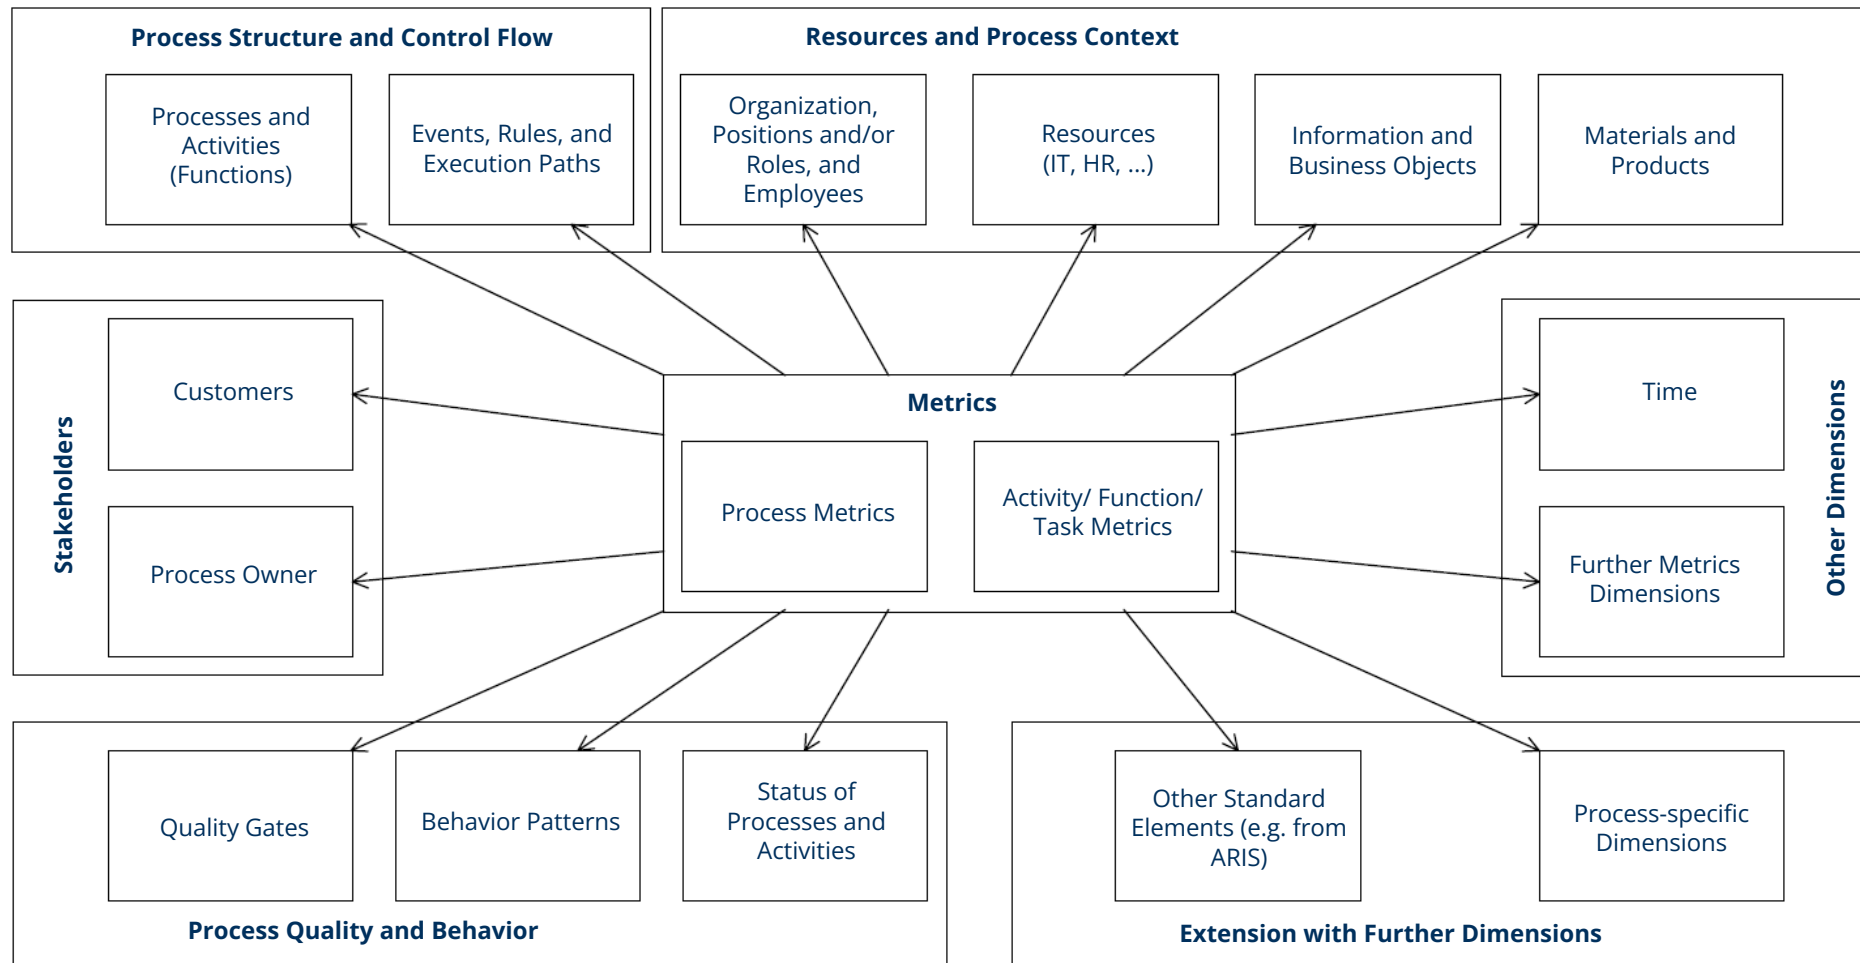 Process Structure and Control Flow
Processes and
Activities
(Functions)
Events, Rules, and
Execution Paths
Resources and Process Context
Organization,
Positions and/or
Roles, and
Employees
Resources
(IT, HR, ...)
Information and
Business Objects
Materials and
Products
Stakeholders
Customers
Process Owner
Metrics
Process Metrics
Activity/ Function/
Task Metrics
Other Dimensions
Time
Further Metrics
Dimensions
Quality Gates
Behavior Patterns
Status of
Processes and
Activities
Process Quality and Behavior
Other Standard
Elements (e.g. from
ARIS)
Process-specific
Dimensions
Extension with Further Dimensions